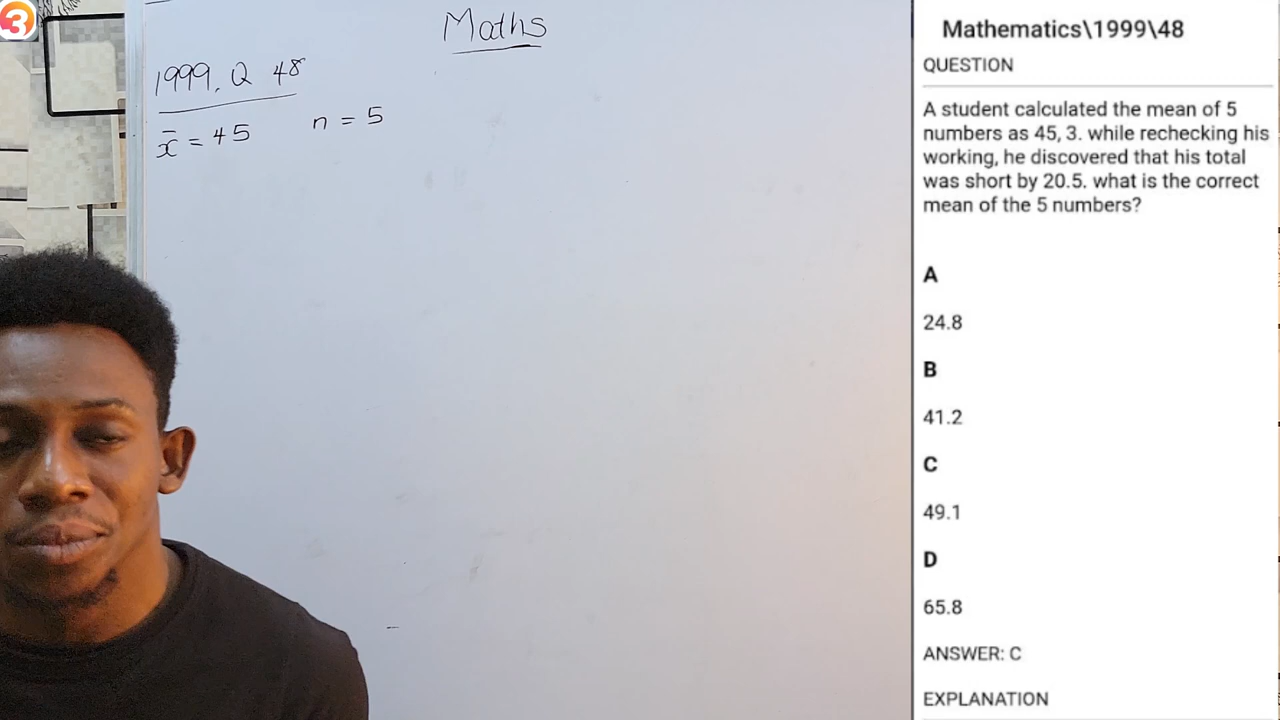 3
Maths
1999, Q 48
x̄ = 45 n = 5
Mathematics\1999\48
QUESTION
A student calculated the mean of 5
numbers as 45, 3. while rechecking his
working, he discovered that his total
was short by 20.5. what is the correct
mean of the 5 numbers?
A
24.8
B
41.2
C
49.1
D
65.8
ANSWER: C
EXPLANATION